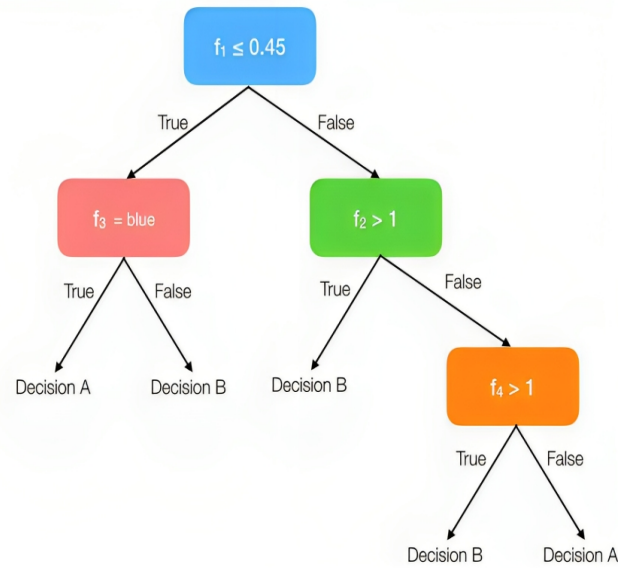 f₁ ≤ 0.45
True
False
f₃ = blue
f₂ > 1
True
False
True
False
Decision A
Decision B
Decision B
f₄ > 1
True
False
Decision B
Decision A